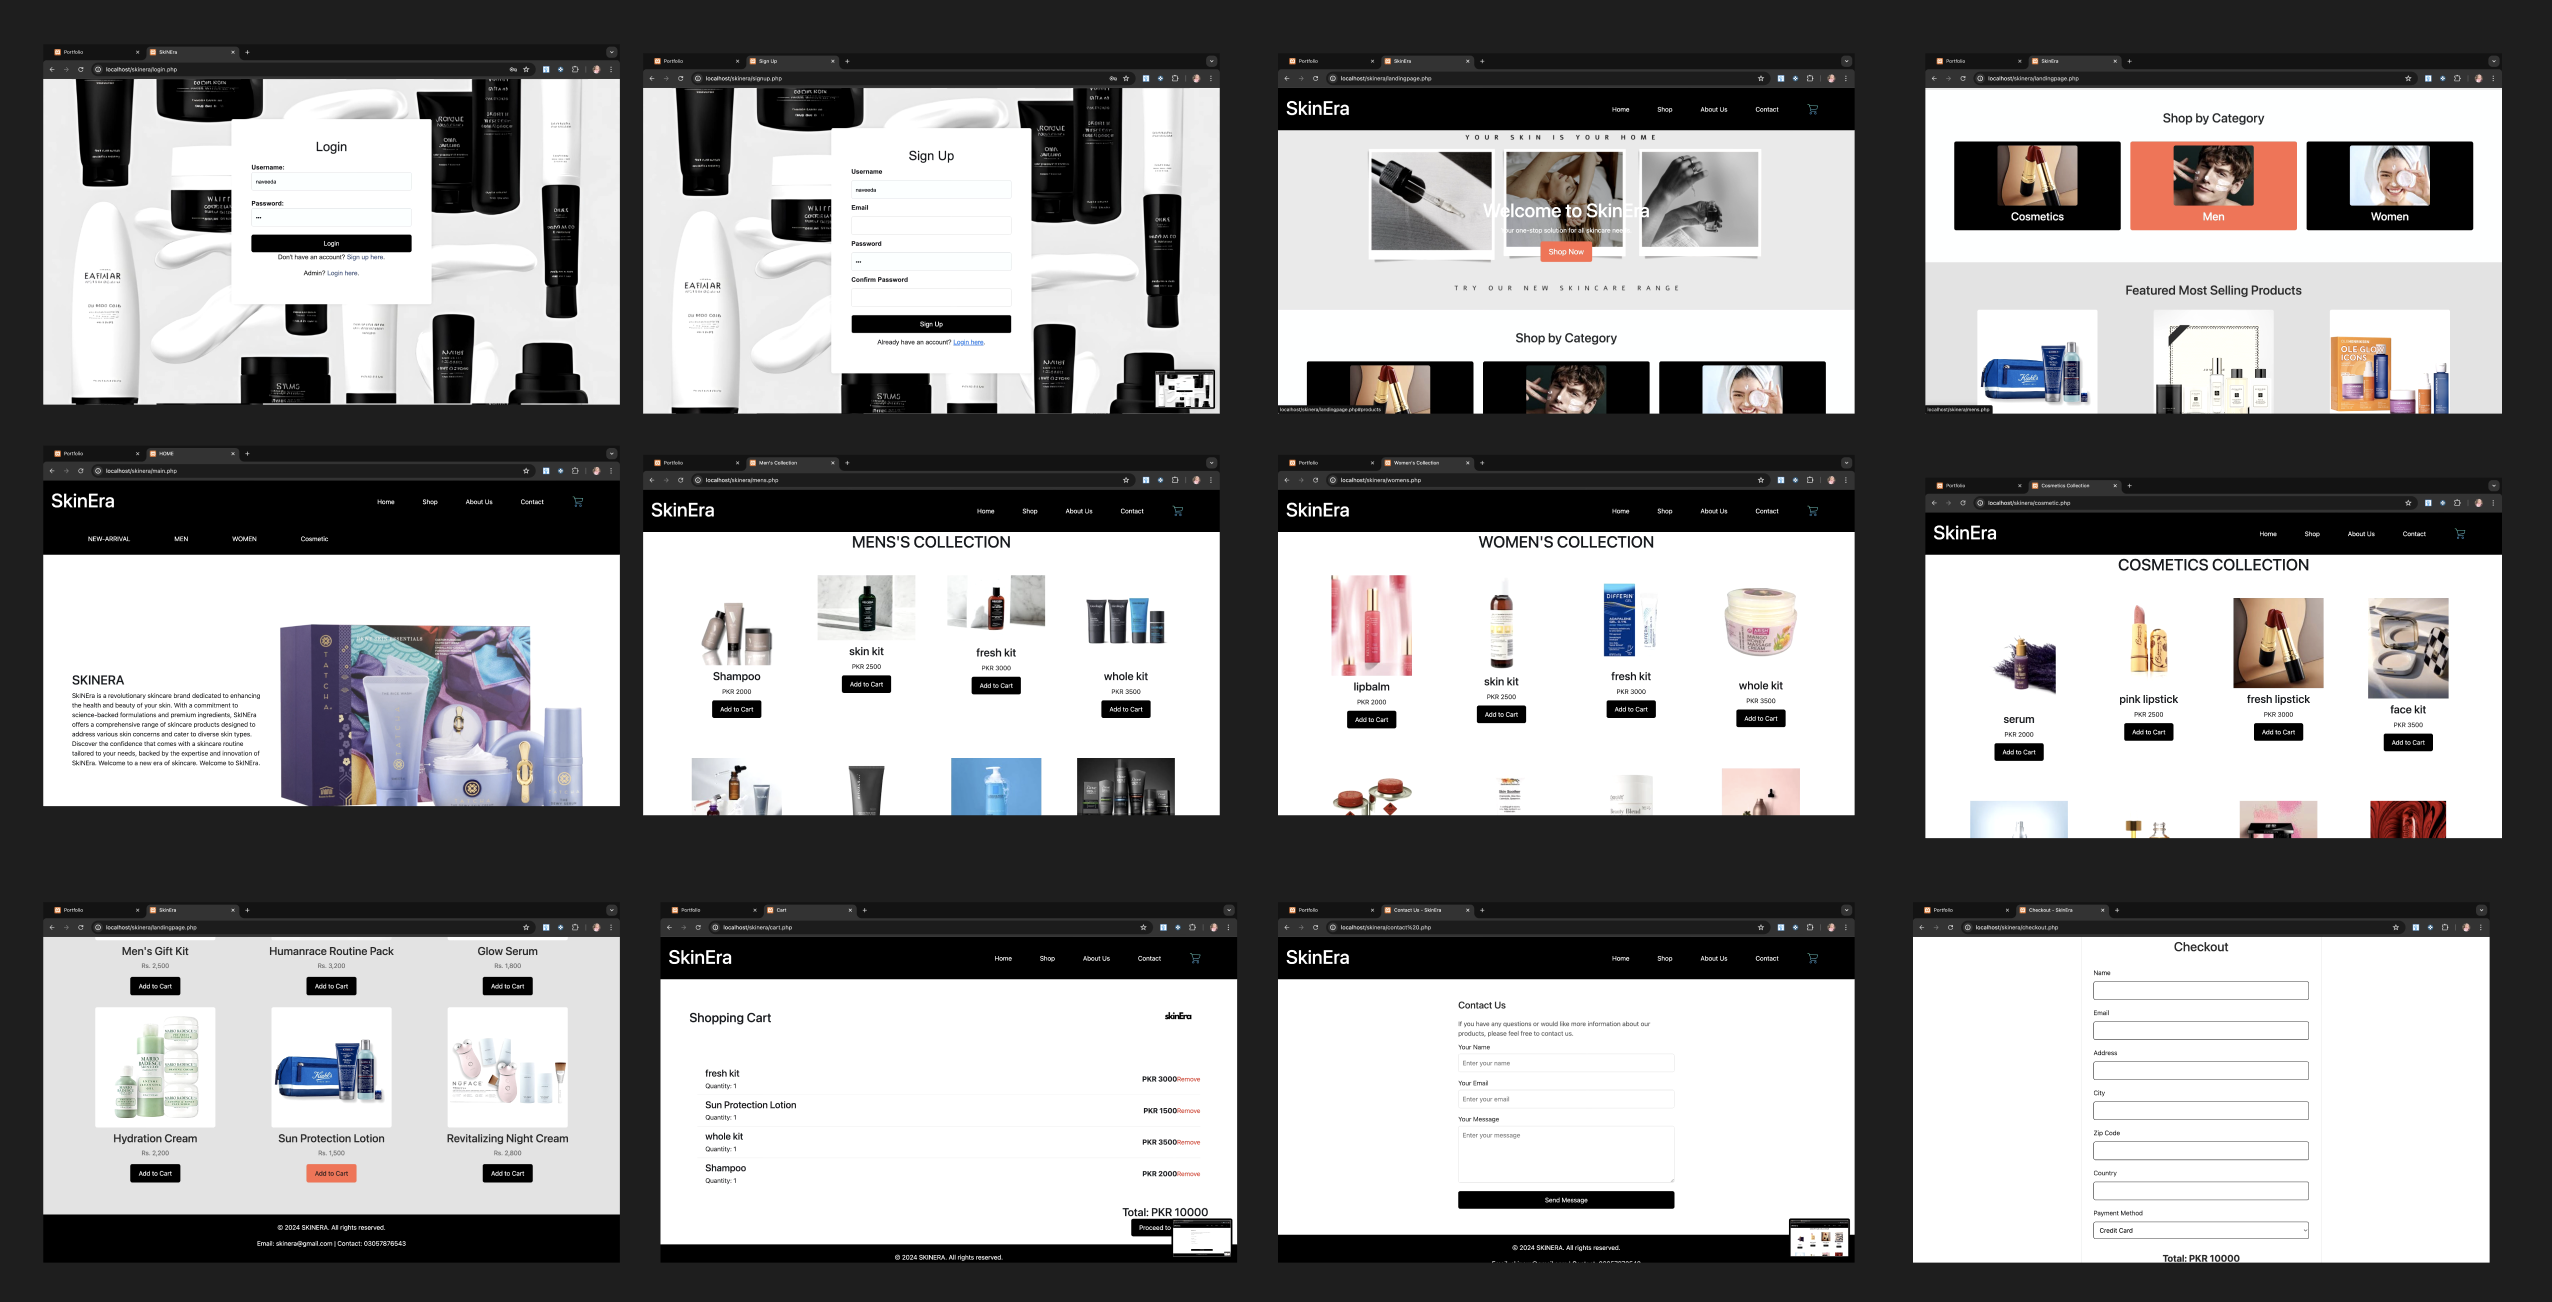 Portfolio
SkiNEra
localhost/skinera/login.php
Login
Username:
naveeda
Password:
•••
Login
Don't have an account? Sign up here.
Admin? Login here.
EAFIAIAR
Portfolio
Sign Up
localhost/skinera/signup.php
Sign Up
Username
naveeda
Email
Password
•••
Confirm Password
Sign Up
Already have an account? Login here.
Portfolio
SkinEra
localhost/skinera/landingpage.php
SkinEra
Home
Shop
About Us
Contact
YOUR SKIN IS YOUR HOME
Welcome to SkinEra
Your one-stop solution for all skincare needs
Shop Now
TRY OUR NEW SKINCARE RANGE
Shop by Category
localhost/skinera/landingpage.php#products
Portfolio
SkinEra
localhost/skinera/landingpage.php
Shop by Category
Cosmetics
Men
Women
Featured Most Selling Products
Kiehl's
OLE GLOW
ICONS
localhost/skinera/mens.php
Portfolio
HOME
localhost/skinera/main.php
SkinEra
Home
Shop
About Us
Contact
NEW-ARRIVAL
MEN
WOMEN
Cosmetic
SKINERA
SkiNEra is a revolutionary skincare brand dedicated to enhancing
the health and beauty of your skin. With a commitment to
science-backed formulations and premium ingredients, SkiNEra
offers a comprehensive range of skincare products designed to
address various skin concerns and cater to diverse skin types.
Discover the confidence that comes with a skincare routine
tailored to your needs, backed by the expertise and innovation of
SkiNEra. Welcome to a new era of skincare. Welcome to SkiNEra.
TATCHA
Portfolio
Men's Collection
localhost/skinera/mens.php
SkinEra
Home
Shop
About Us
Contact
MENS'S COLLECTION
Shampoo
PKR 2000
Add to Cart
skin kit
PKR 2500
Add to Cart
fresh kit
PKR 3000
Add to Cart
whole kit
PKR 3500
Add to Cart
Portfolio
Women's Collection
localhost/skinera/womens.php
SkinEra
Home
Shop
About Us
Contact
WOMEN'S COLLECTION
DIFFERIN
GEL
lipbalm
PKR 2000
Add to Cart
skin kit
PKR 2500
Add to Cart
fresh kit
PKR 3000
Add to Cart
whole kit
PKR 3500
Add to Cart
Portfolio
Cosmetics Collection
localhost/skinera/cosmetic.php
SkinEra
Home
Shop
About Us
Contact
COSMETICS COLLECTION
serum
PKR 2000
Add to Cart
pink lipstick
PKR 2500
Add to Cart
fresh lipstick
PKR 3000
Add to Cart
face kit
PKR 3500
Add to Cart
Portfolio
SkinEra
localhost/skinera/landingpage.php
Men's Gift Kit
Rs. 2,500
Add to Cart
Humanrace Routine Pack
Rs. 3,200
Add to Cart
Glow Serum
Rs. 1,800
Add to Cart
MARIO
BADESCU
Kiehl's
NUFACE
Hydration Cream
Rs. 2,200
Add to Cart
Sun Protection Lotion
Rs. 1,500
Add to Cart
Revitalizing Night Cream
Rs. 2,800
Add to Cart
© 2024 SKINERA. All rights reserved.
Email: skinera@gmail.com | Contact: 03057876543
Portfolio
Cart
localhost/skinera/cart.php
SkinEra
Home
Shop
About Us
Contact
Shopping Cart
skinEra
fresh kit
Quantity: 1
PKR 3000Remove
Sun Protection Lotion
Quantity: 1
PKR 1500Remove
whole kit
Quantity: 1
PKR 3500Remove
Shampoo
Quantity: 1
PKR 2000Remove
Total: PKR 10000
Proceed to
© 2024 SKINERA. All rights reserved.
Portfolio
Contact Us - SkinEra
localhost/skinera/contact%20.php
SkinEra
Home
Shop
About Us
Contact
Contact Us
If you have any questions or would like more information about our
products, please feel free to contact us.
Your Name
Enter your name
Your Email
Enter your email
Your Message
Enter your message
Send Message
© 2024 SKINERA. All rights reserved.
Portfolio
Checkout - SkinEra
localhost/skinera/checkout.php
Checkout
Name
Email
Address
City
Zip Code
Country
Payment Method
Credit Card
Total: PKR 10000